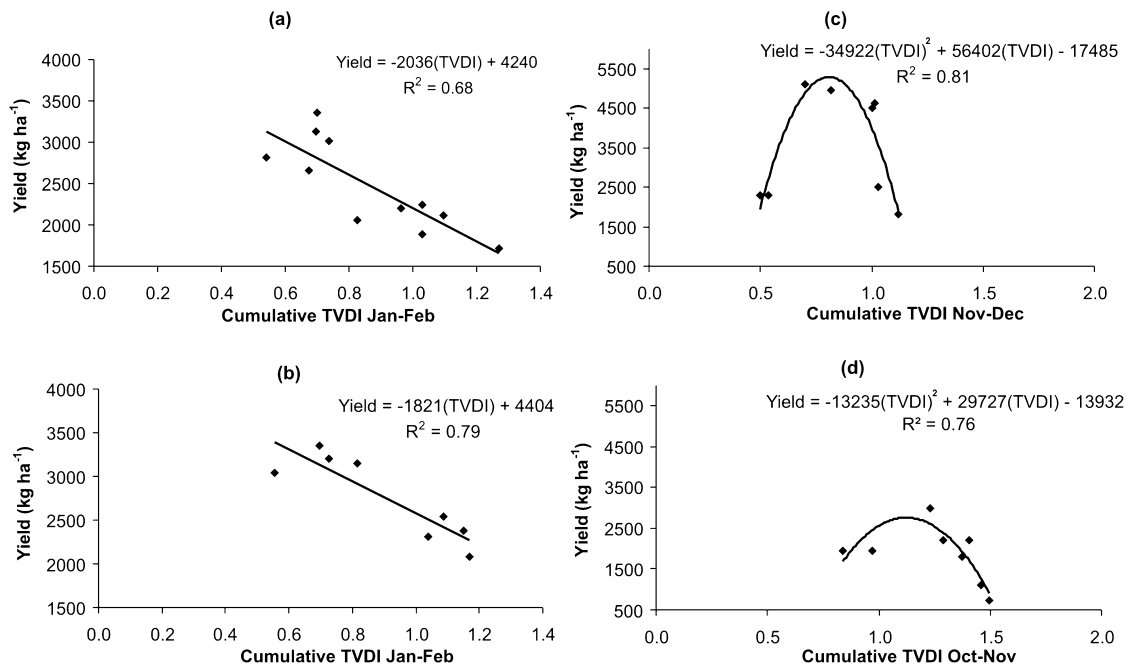 (a)
Yield = -2036(TVDI) + 4240
R² = 0.68
Yield (kg ha⁻¹)
4000
3500
3000
2500
2000
1500
0.0 0.2 0.4 0.6 0.8 1.0 1.2 1.4
Cumulative TVDI Jan-Feb
(c)
Yield = -34922(TVDI)² + 56402(TVDI) - 17485
R² = 0.81
Yield (kg ha⁻¹)
5500
4500
3500
2500
1500
500
0.0 0.5 1.0 1.5 2.0
Cumulative TVDI Nov-Dec
(b)
Yield = -1821(TVDI) + 4404
R² = 0.79
Yield (kg ha⁻¹)
4000
3500
3000
2500
2000
1500
0.0 0.2 0.4 0.6 0.8 1.0 1.2 1.4
Cumulative TVDI Jan-Feb
(d)
Yield = -13235(TVDI)² + 29727(TVDI) - 13932
R² = 0.76
Yield (kg ha⁻¹)
5500
4500
3500
2500
1500
500
0.0 0.5 1.0 1.5 2.0
Cumulative TVDI Oct-Nov